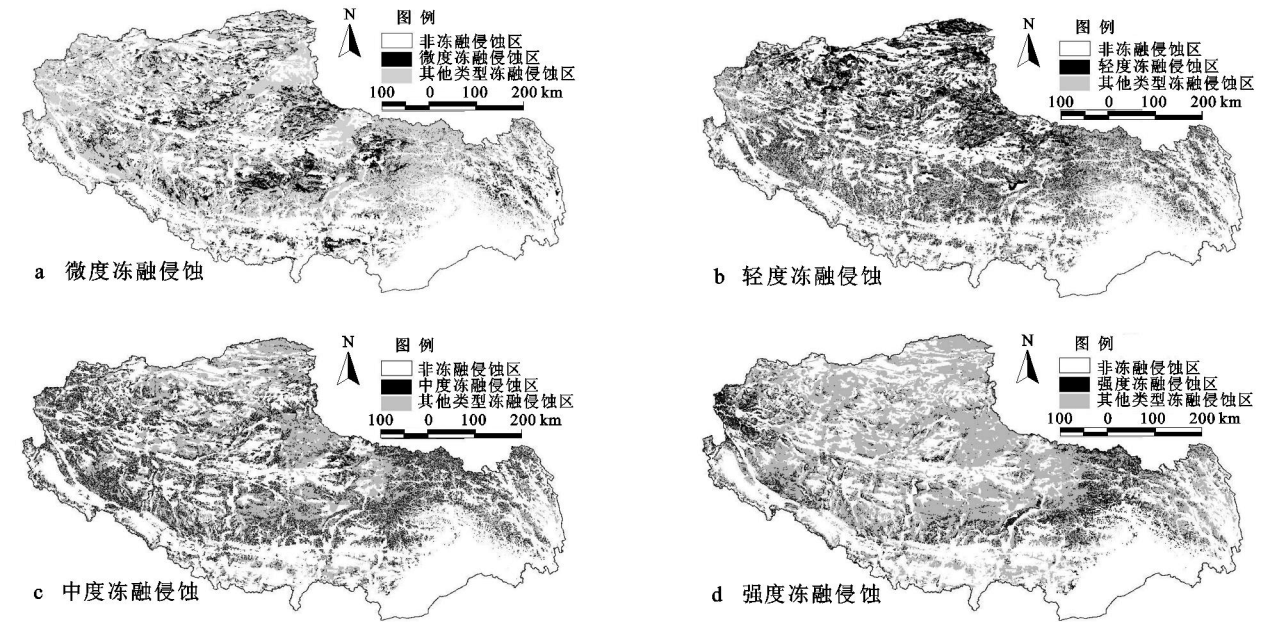 N
图 例
非冻融侵蚀区
微度冻融侵蚀区
其他类型冻融侵蚀区
100 0 100 200 km
a 微度冻融侵蚀
N
图 例
非冻融侵蚀区
轻度冻融侵蚀区
其他类型冻融侵蚀区
100 0 100 200 km
b 轻度冻融侵蚀
N
图 例
非冻融侵蚀区
中度冻融侵蚀区
其他类型冻融侵蚀区
100 0 100 200 km
c 中度冻融侵蚀
N
图 例
非冻融侵蚀区
强度冻融侵蚀区
其他类型冻融侵蚀区
100 0 100 200 km
d 强度冻融侵蚀